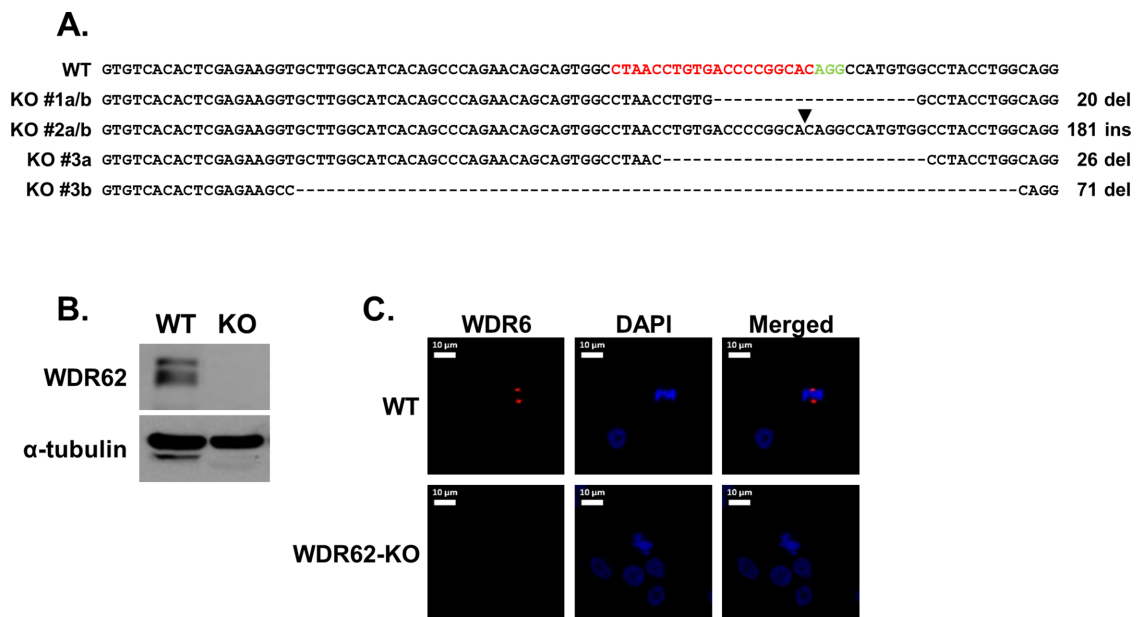 A.
WT GTGTCACACTCGAGAAGGTGCTTGGCATCACAGCCCAGAACAGCAGTGGCCTAACCTGTGACCCCGGCACAGGCCATGTGGCCTACCTGGCAGG
KO #1a/b GTGTCACACTCGAGAAGGTGCTTGGCATCACAGCCCAGAACAGCAGTGGCCTAACCTGTG--------------------GCCTACCTGGCAGG 20 del
KO #2a/b GTGTCACACTCGAGAAGGTGCTTGGCATCACAGCCCAGAACAGCAGTGGCCTAACCTGTGACCCCGGCACAGGCCATGTGGCCTACCTGGCAGG 181 ins
KO #3a GTGTCACACTCGAGAAGGTGCTTGGCATCACAGCCCAGAACAGCAGTGGCCTAAC--------------------------CCTACCTGGCAGG 26 del
KO #3b GTGTCACACTCGAGAAGCC-----------------------------------------------------------------------CAGG 71 del
B.
WT KO
WDR62
α-tubulin
C.
WDR6 DAPI Merged
WT
10 µm 10 µm 10 µm
WDR62-KO
10 µm 10 µm 10 µm